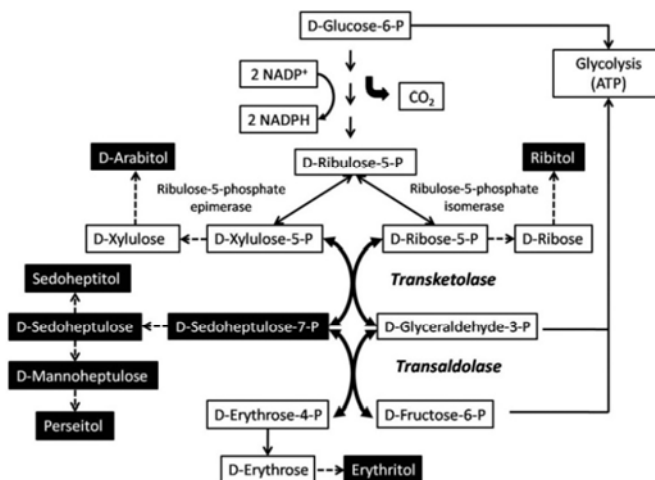 D-Glucose-6-P
2 NADP⁺
Glycolysis
(ATP)
CO₂
2 NADPH
D-Arabitol
D-Ribulose-5-P
Ribitol
Ribulose-5-phosphate
epimerase
Ribulose-5-phosphate
isomerase
D-Xylulose
D-Xylulose-5-P
D-Ribose-5-P
D-Ribose
Sedoheptitol
Transketolase
D-Sedoheptulose
D-Sedoheptulose-7-P
D-Glyceraldehyde-3-P
D-Mannoheptulose
Transaldolase
Perseitol
D-Erythrose-4-P
D-Fructose-6-P
D-Erythrose
Erythritol